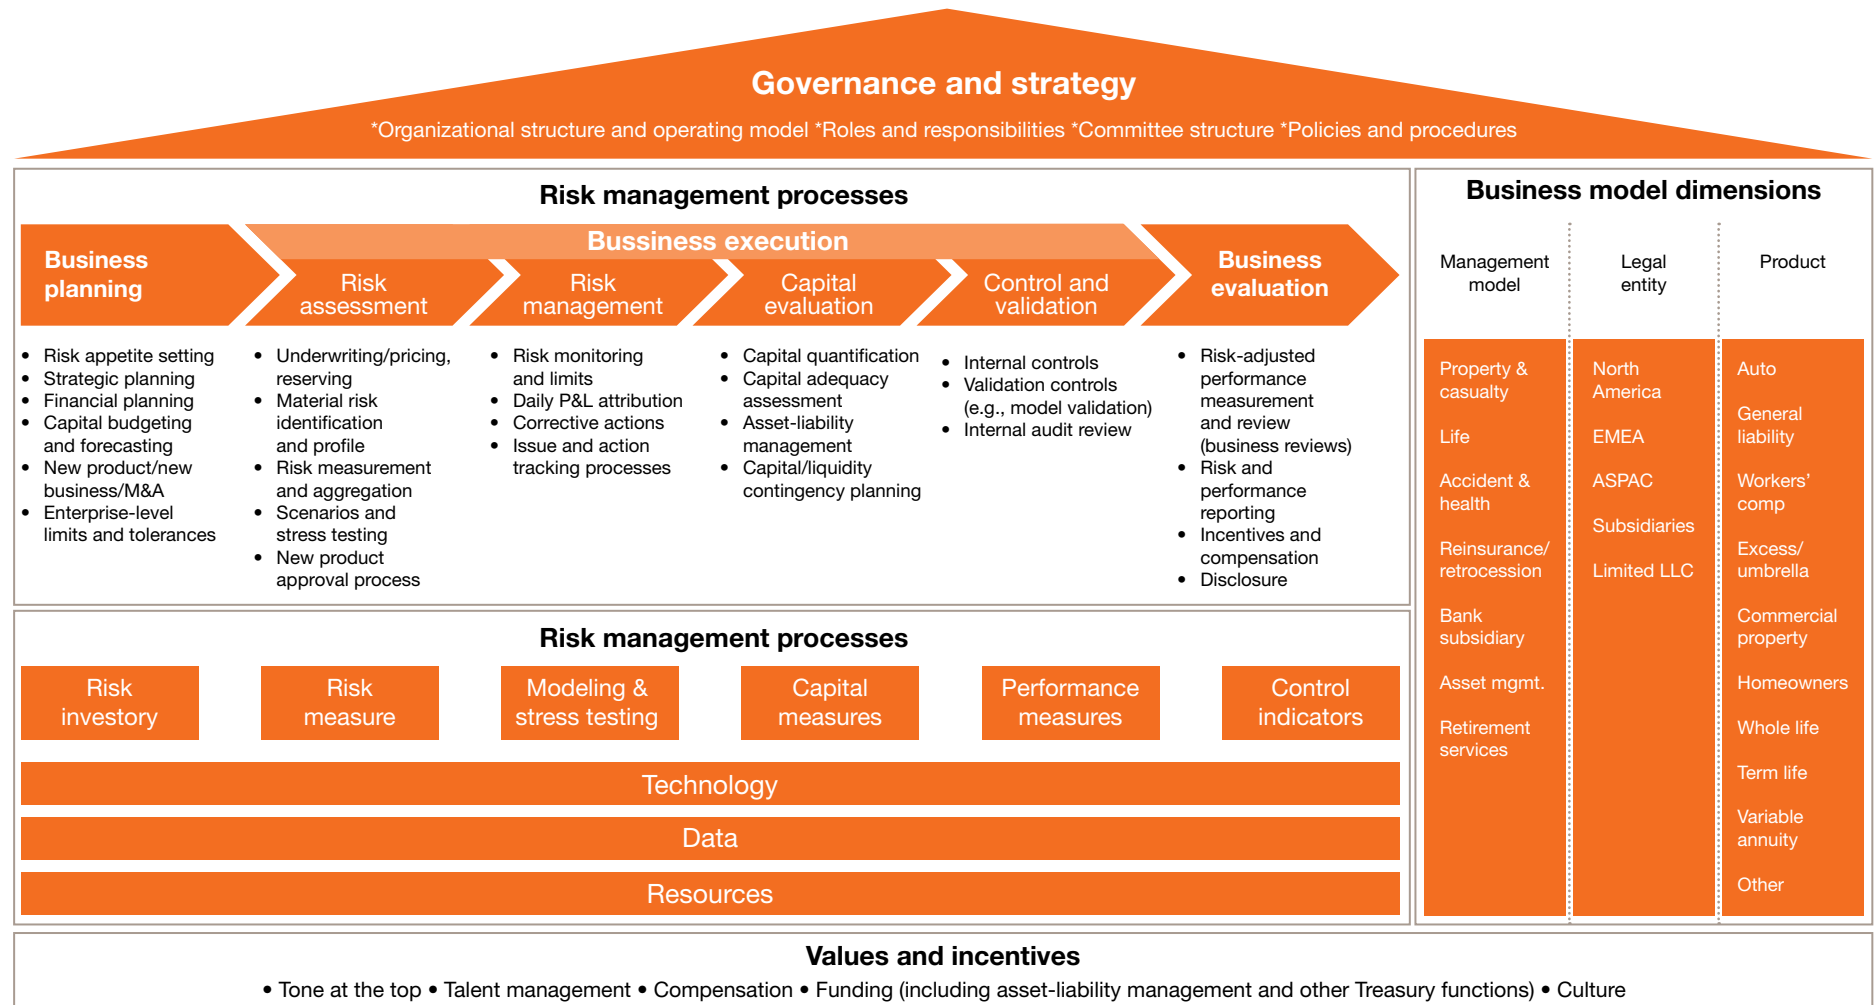 Governance and strategy
*Organizational structure and operating model *Roles and responsibilities *Committee structure *Policies and procedures
Risk management processes
Business
planning
Bussiness execution
Risk
assessment
Risk
management
Capital
evaluation
Control and
validation
Business
evaluation
• Risk appetite setting
• Strategic planning
• Financial planning
• Capital budgeting
and forecasting
• New product/new
business/M&A
• Enterprise-level
limits and tolerances
• Underwriting/pricing,
reserving
• Material risk
identification
and profile
• Risk measurement
and aggregation
• Scenarios and
stress testing
• New product
approval process
• Risk monitoring
and limits
• Daily P&L attribution
• Corrective actions
• Issue and action
tracking processes
• Capital quantification
• Capital adequacy
assessment
• Asset-liability
management
• Capital/liquidity
contingency planning
• Internal controls
• Validation controls
(e.g., model validation)
• Internal audit review
• Risk-adjusted
performance
measurement
and review
(business reviews)
• Risk and
performance
reporting
• Incentives and
compensation
• Disclosure
Risk management processes
Risk
investory
Risk
measure
Modeling &
stress testing
Capital
measures
Performance
measures
Control
indicators
Technology
Data
Resources
Business model dimensions
Management
model
Property &
casualty
Life
Accident &
health
Reinsurance/
retrocession
Bank
subsidiary
Asset mgmt.
Retirement
services
Legal
entity
North
America
EMEA
ASPAC
Subsidiaries
Limited LLC
Product
Auto
General
liability
Workers’
comp
Excess/
umbrella
Commercial
property
Homeowners
Whole life
Term life
Variable
annuity
Other
Values and incentives
• Tone at the top • Talent management • Compensation • Funding (including asset-liability management and other Treasury functions) • Culture